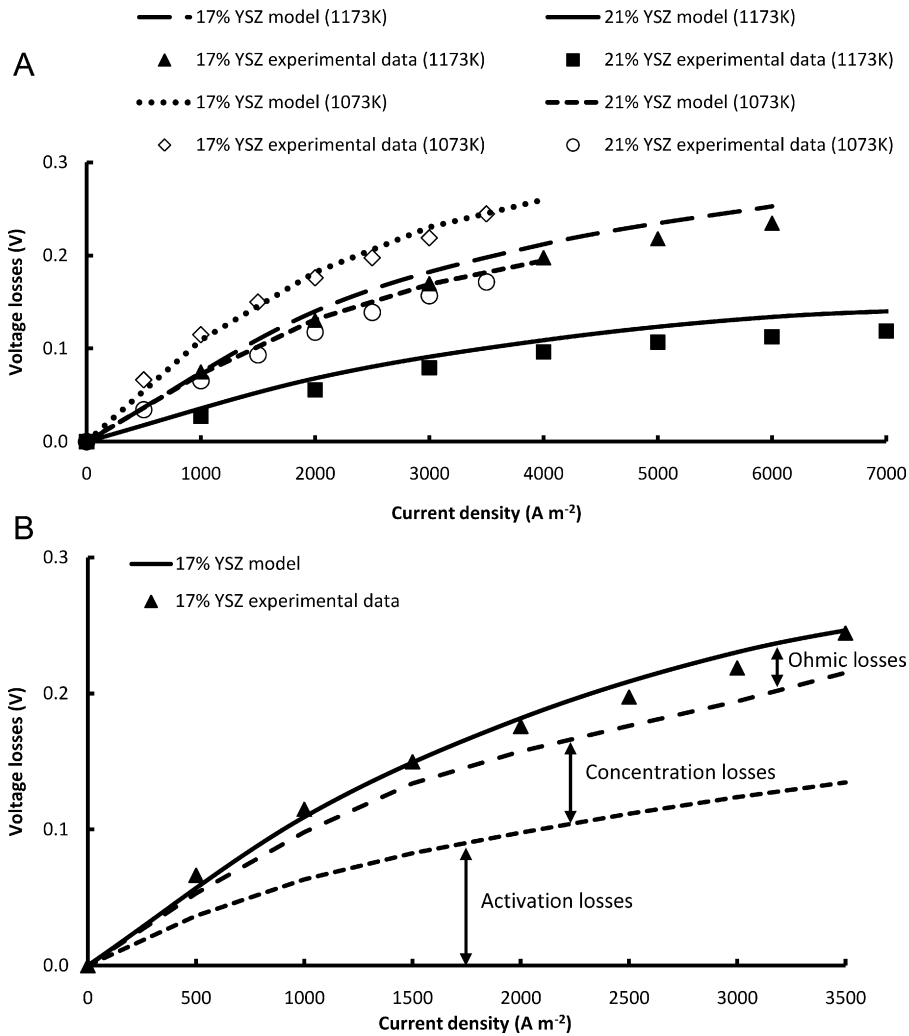 17% YSZ model (1173K) 21% YSZ model (1173K)
A
17% YSZ experimental data (1173K) 21% YSZ experimental data (1173K)
17% YSZ model (1073K) 21% YSZ model (1073K)
17% YSZ experimental data (1073K) 21% YSZ experimental data (1073K)
0.3
0.2
0.1
0.0
Voltage losses (V)
0 1000 2000 3000 4000 5000 6000 7000
Current density (A m⁻²)
B
0.3
0.2
0.1
0.0
Voltage losses (V)
17% YSZ model
17% YSZ experimental data
Ohmic losses
Concentration losses
Activation losses
0 500 1000 1500 2000 2500 3000 3500
Current density (A m⁻²)